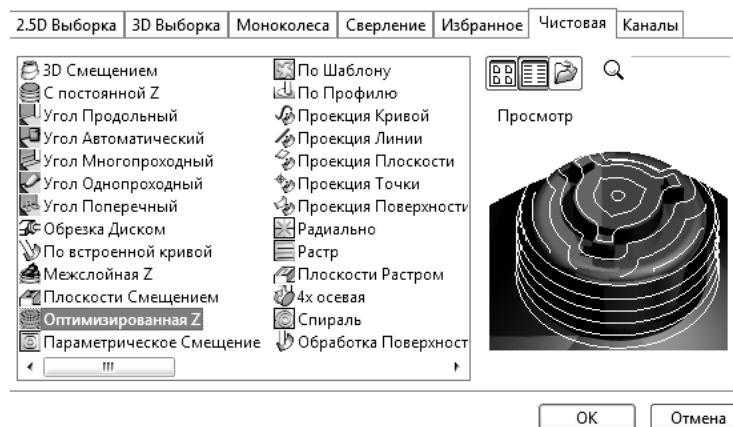 2.5D Выборка 3D Выборка Моноколеса Сверление Избранное Чистовая Каналы
3D Смещением
С постоянной Z
Угол Продольный
Угол Автоматический
Угол Многопроходный
Угол Однопроходный
Угол Поперечный
Обрезка Диском
По встроенной кривой
Межслойная Z
Плоскости Смещением
Оптимизированная Z
Параметрическое Смещение
По Шаблону
По Профилю
Проекция Кривой
Проекция Линии
Проекция Плоскости
Проекция Точки
Проекция Поверхности
Радиально
Растр
Плоскости Растром
4х осевая
Спираль
Обработка Поверхност
Просмотр
OK Отмена